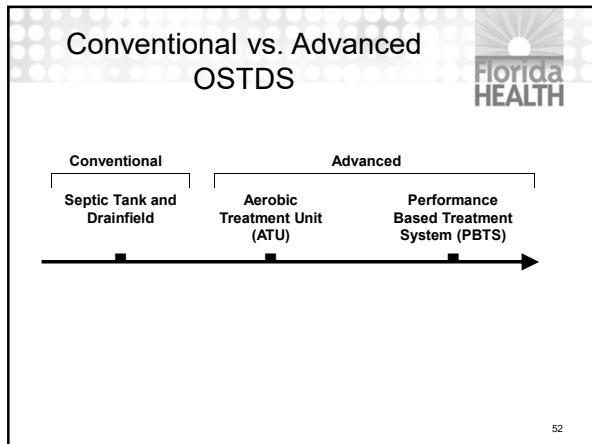 Conventional vs. Advanced
OSTDS
Florida
HEALTH
Conventional
Advanced
Septic Tank and
Drainfield
Aerobic
Treatment Unit
(ATU)
Performance
Based Treatment
System (PBTS)
52